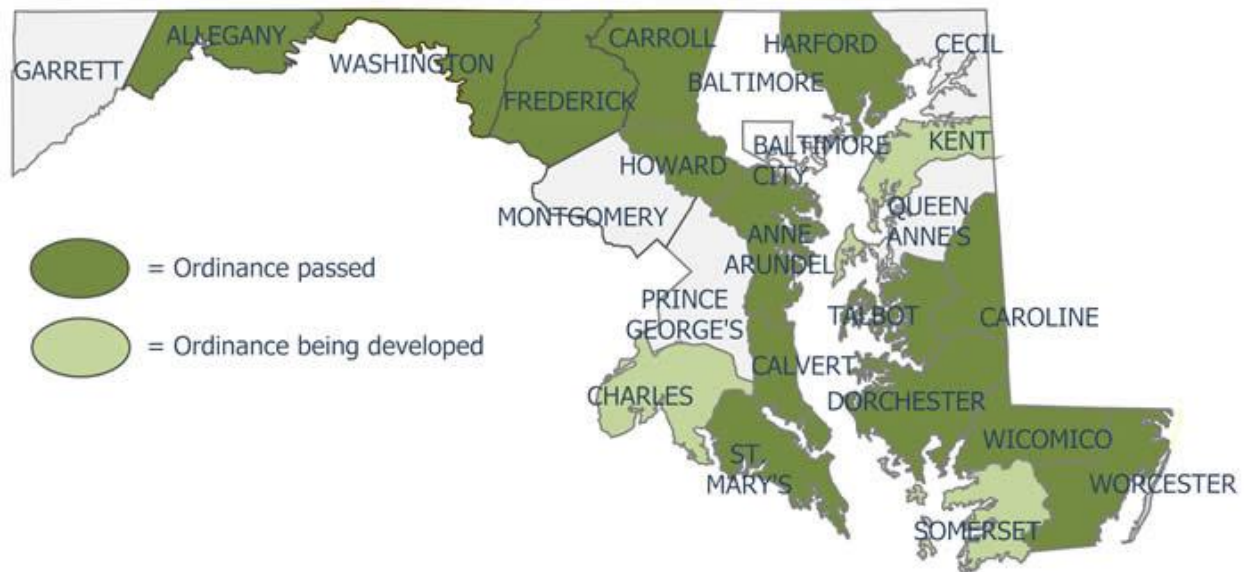 ALLEGANY
CARROLL
HARFORD
CECIL
GARRETT
WASHINGTON
BALTIMORE
FREDERICK
KENT
BALTIMORE
CITY
HOWARD
MONTGOMERY
QUEEN
ANNE'S
ANNE
ARUNDEL
= Ordinance passed
PRINCE
GEORGE'S
TALBOT
CAROLINE
= Ordinance being developed
CALVERT
CHARLES
DORCHESTER
WICOMICO
ST.
MARY'S
WORCESTER
SOMERSET